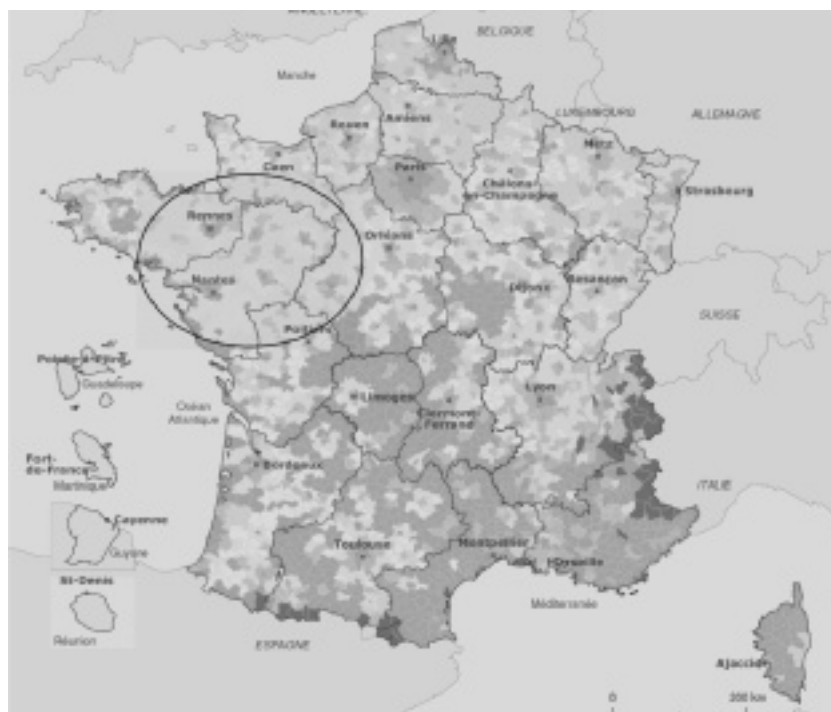 ANGLETERRE
BELGIQUE
Lille
Manche
Amiens
LUXEMBOURG
ALLEMAGNE
Rouen
Metz
Caen
Paris
Châlons-
en-Champagne
Strasbourg
Rennes
Orléans
Nantes
Dijon
Besançon
SUISSE
Poitiers
Pointe-à-Pitre
Guadeloupe
Océan
Atlantique
Limoges
Clermont-
Ferrand
Lyon
Fort-
de-France
Martinique
Bordeaux
ITALIE
Cayenne
Guyane
Toulouse
Montpellier
Marseille
St-Denis
Réunion
Méditerranée
ESPAGNE
Ajaccio
0 200 km